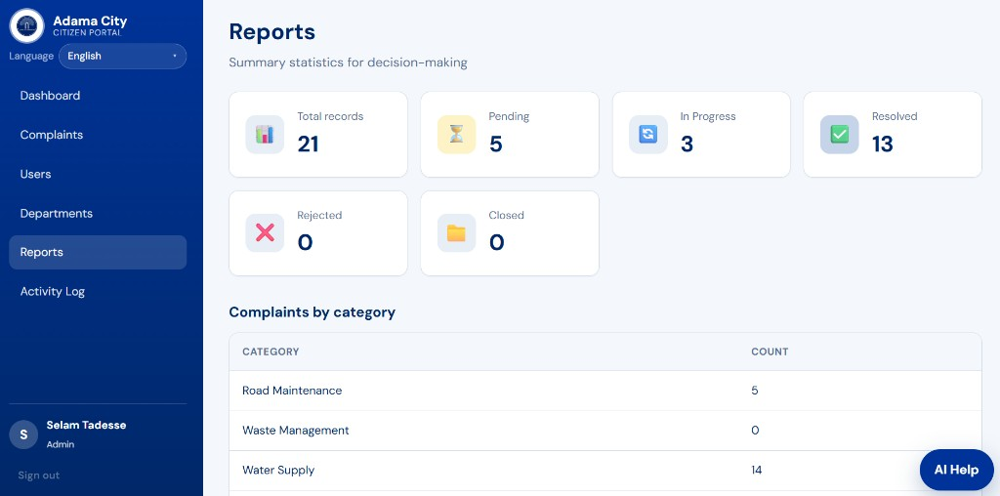 Adama City
CITIZEN PORTAL
Language English
Dashboard
Complaints
Users
Departments
Reports
Activity Log
S
Selam Tadesse
Admin
Sign out
Reports
Summary statistics for decision-making
Total records
21
Pending
5
In Progress
3
Resolved
13
Rejected
0
Closed
0
Complaints by category
CATEGORY COUNT
Road Maintenance 5
Waste Management 0
Water Supply 14
AI Help